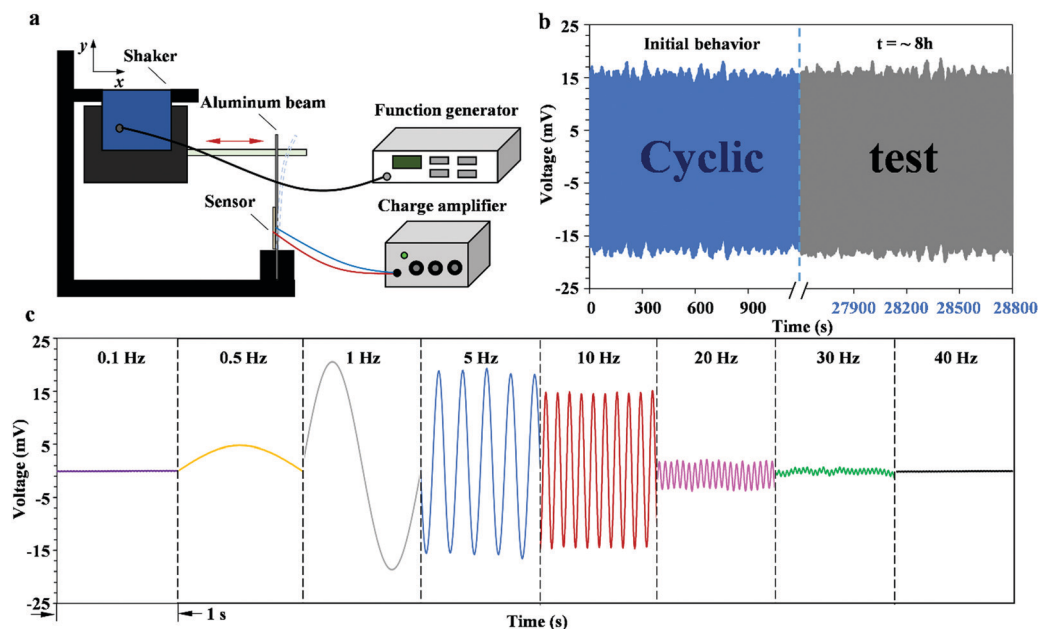 a
y
x
Shaker
Aluminum beam
Function generator
Sensor
Charge amplifier
b
Initial behavior
t = ~ 8h
Cyclic
test
Voltage (mV)
25
15
5
-5
-15
-25
0 300 600 900 27900 28200 28500 28800
Time (s)
c
0.1 Hz 0.5 Hz 1 Hz 5 Hz 10 Hz 20 Hz 30 Hz 40 Hz
Voltage (mV)
25
15
5
-5
-15
-25
1 s
Time (s)